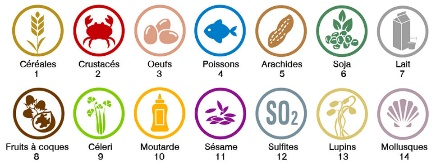 Céréales Crustacés Oeufs Poissons Arachides Soja Lait
1 2 3 4 5 6 7
SO2
Fruits à coques Céleri Moutarde Sésame Sulfites Lupins Mollusques
8 9 10 11 12 13 14